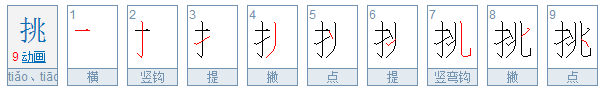 挑
9 动画
tiǎo、tiāo
1 横
2 竖钩
3 提
4 撇
5 点
6 提
7 竖弯钩
8 撇
9 点